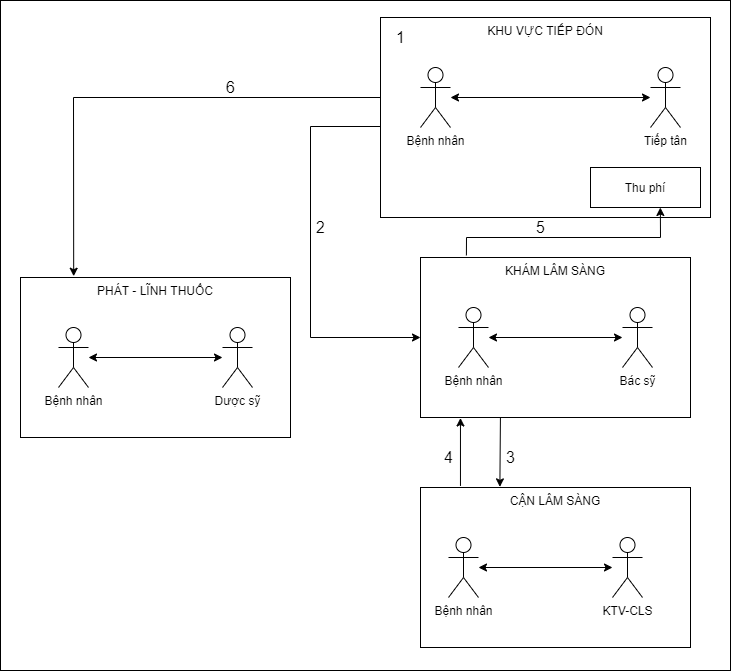 1
KHU VỰC TIẾP ĐÓN
Bệnh nhân
Tiếp tân
Thu phí
6
2
5
PHÁT - LĨNH THUỐC
Bệnh nhân
Dược sỹ
KHÁM LÂM SÀNG
Bệnh nhân
Bác sỹ
4
3
CẬN LÂM SÀNG
Bệnh nhân
KTV-CLS